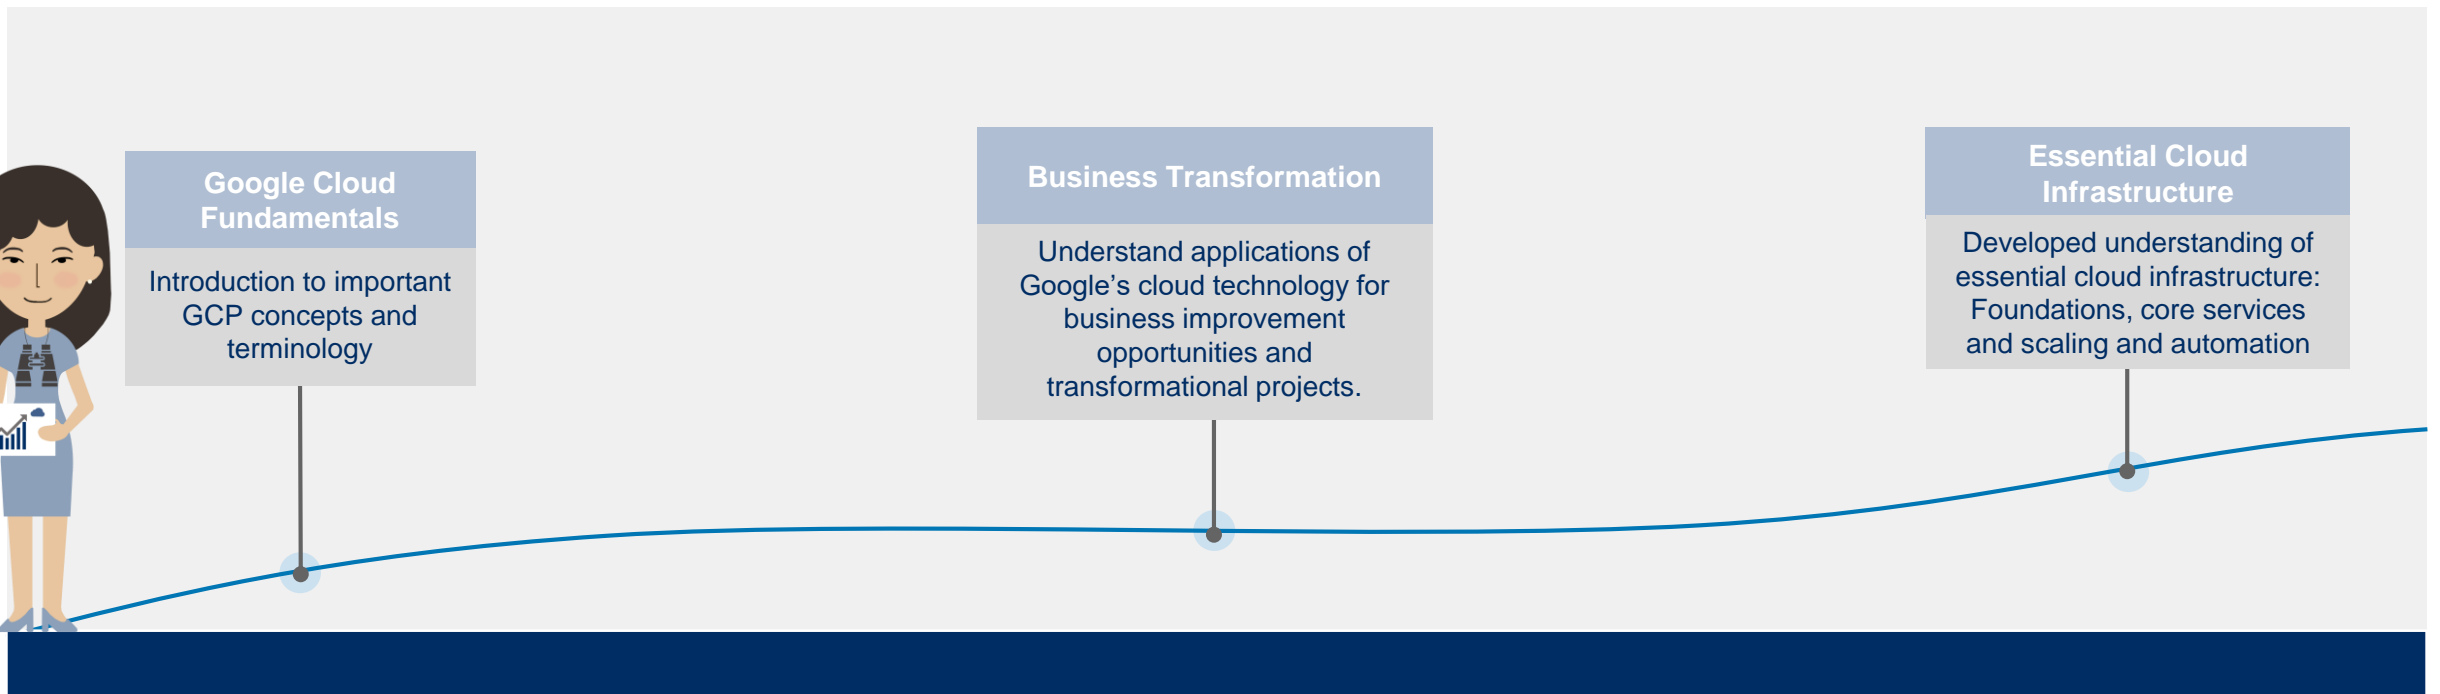 Google Cloud
Fundamentals
Introduction to important
GCP concepts and
terminology
Business Transformation
Understand applications of
Google’s cloud technology for
business improvement
opportunities and
transformational projects.
Essential Cloud
Infrastructure
Developed understanding of
essential cloud infrastructure:
Foundations, core services
and scaling and automation